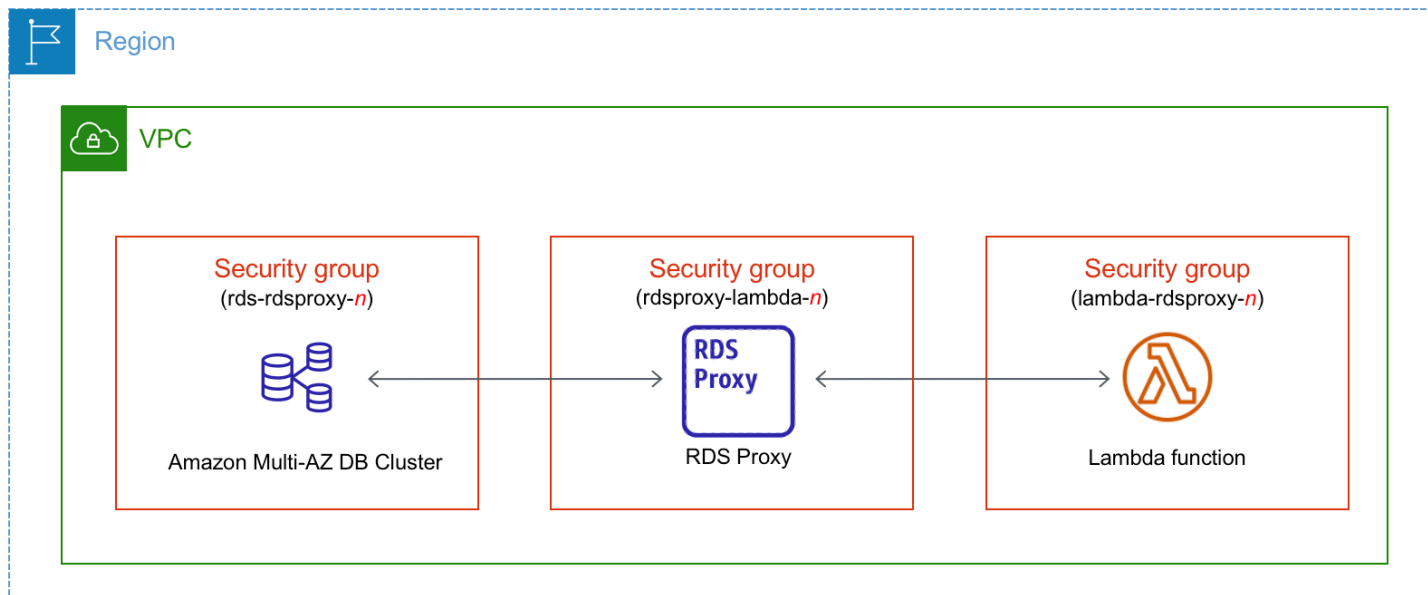 Region
VPC
Security group
(rds-rdsproxy-n)
Amazon Multi-AZ DB Cluster
Security group
(rdsproxy-lambda-n)
RDS
Proxy
RDS Proxy
Security group
(lambda-rdsproxy-n)
Lambda function